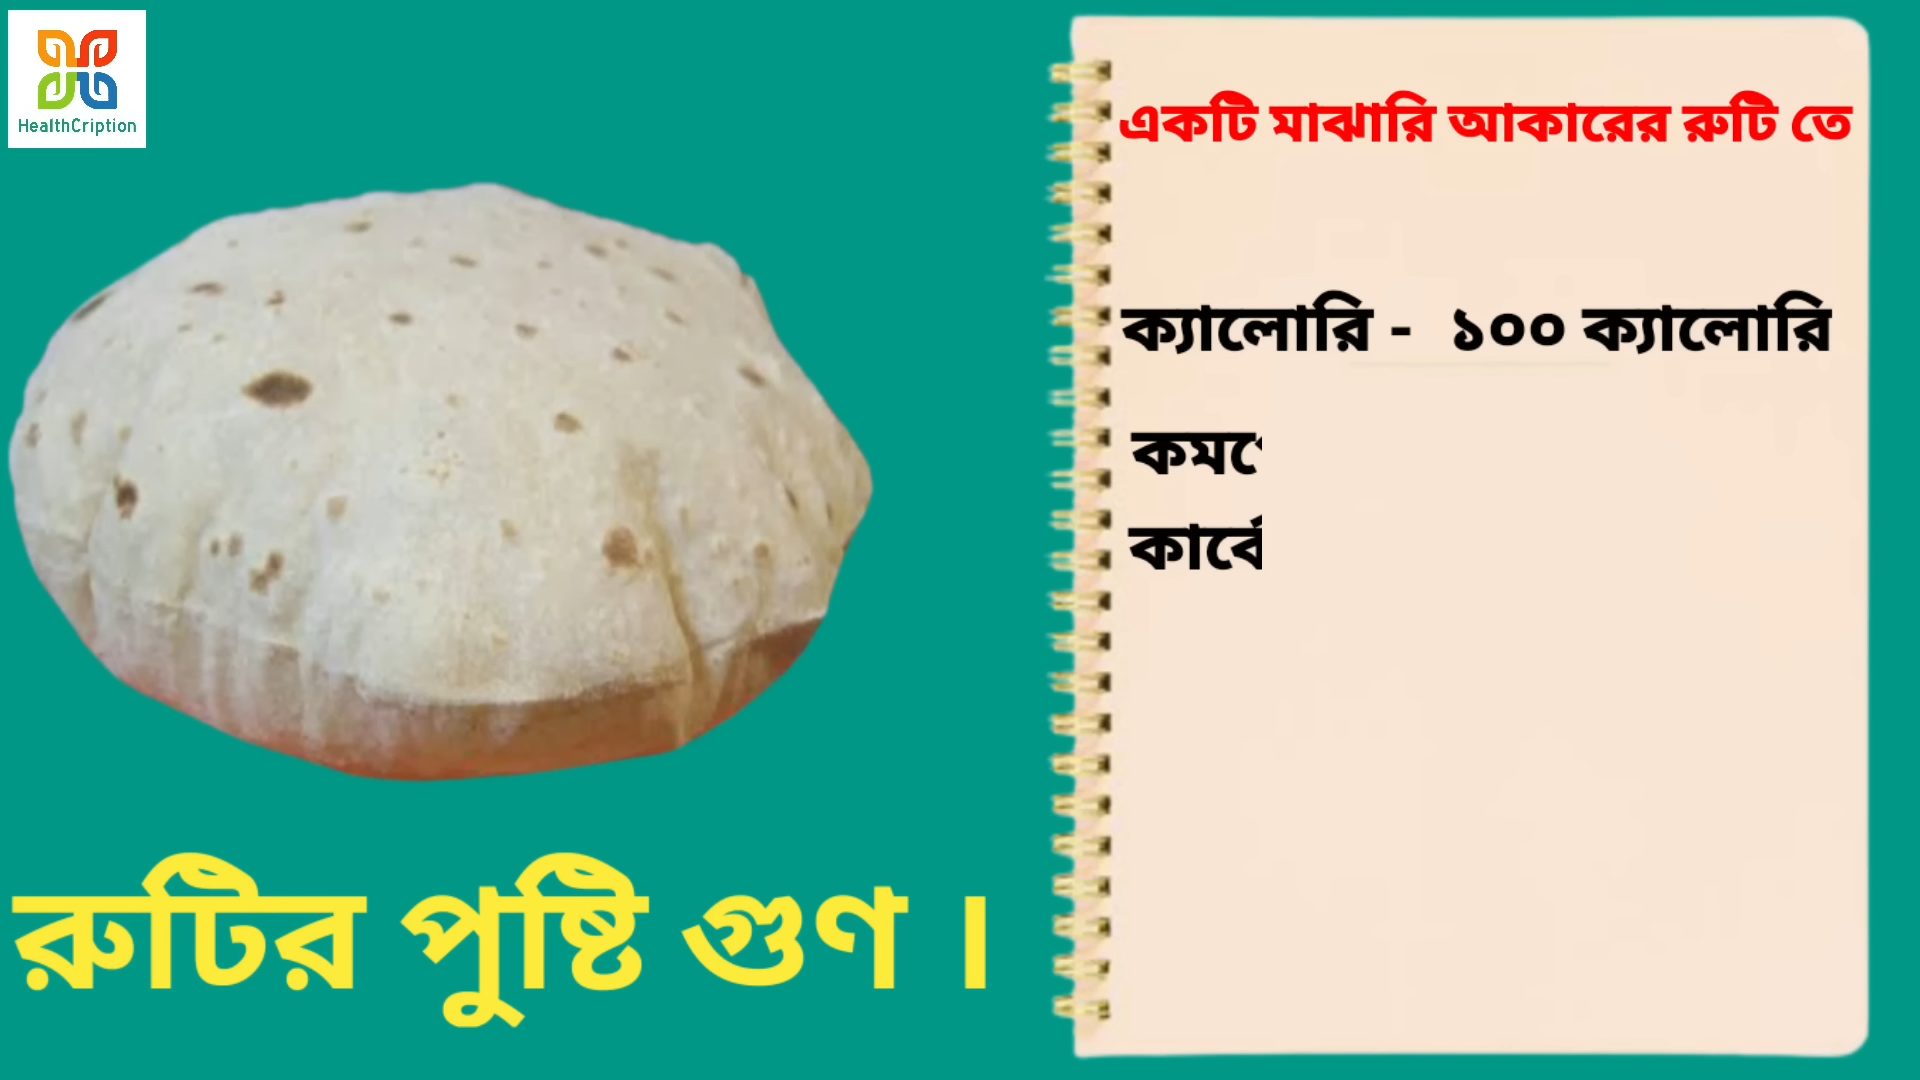 HealthCription
একটি মাঝারি আকারের রুটি তে
ক্যালোরি - ১০০ ক্যালোরি
রুটির পুষ্টি গুণ ।